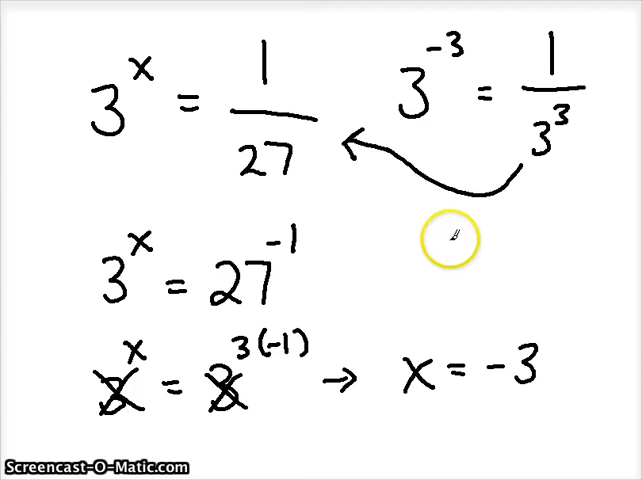 3^x = 1/27
3^-3 = 1/3^3
3^x = 27^-1
3^x = 3^3(-1) → x = -3
Screencast-O-Matic.com